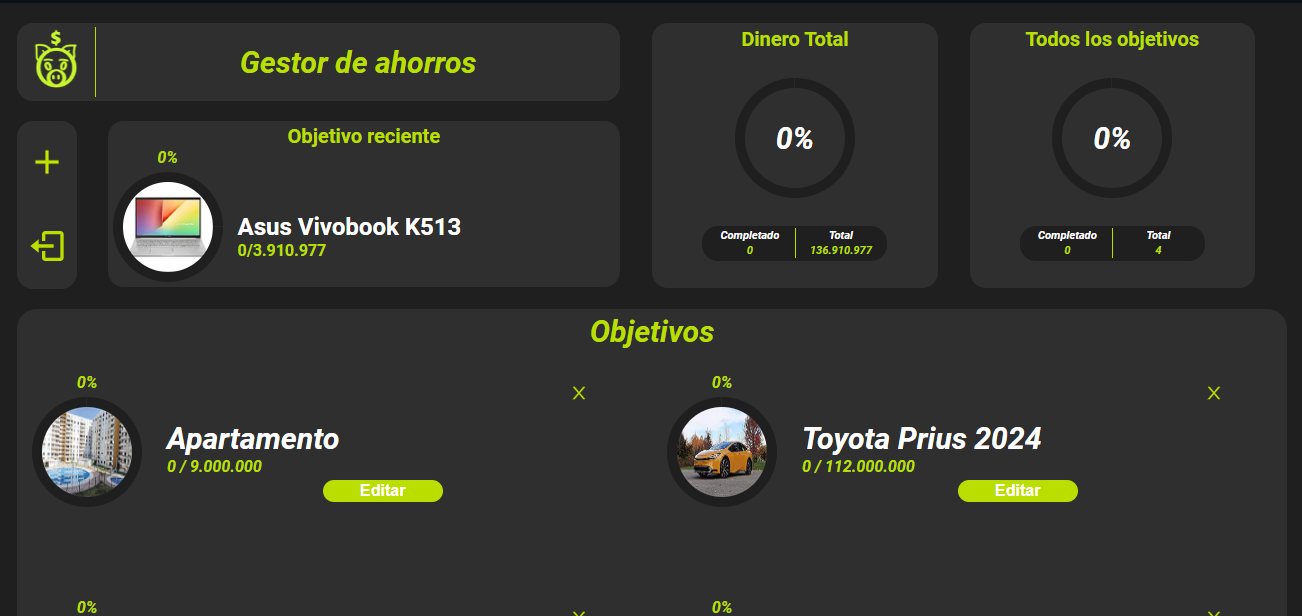 $
Gestor de ahorros
Dinero Total
0%
Completado Total
0 136.910.977
Todos los objetivos
0%
Completado Total
0 4
Objetivo reciente
0%
Asus Vivobook K513
0/3.910.977
Objetivos
0%
X
Apartamento
0 / 9.000.000
Editar
0%
X
Toyota Prius 2024
0 / 112.000.000
Editar
0%
0%